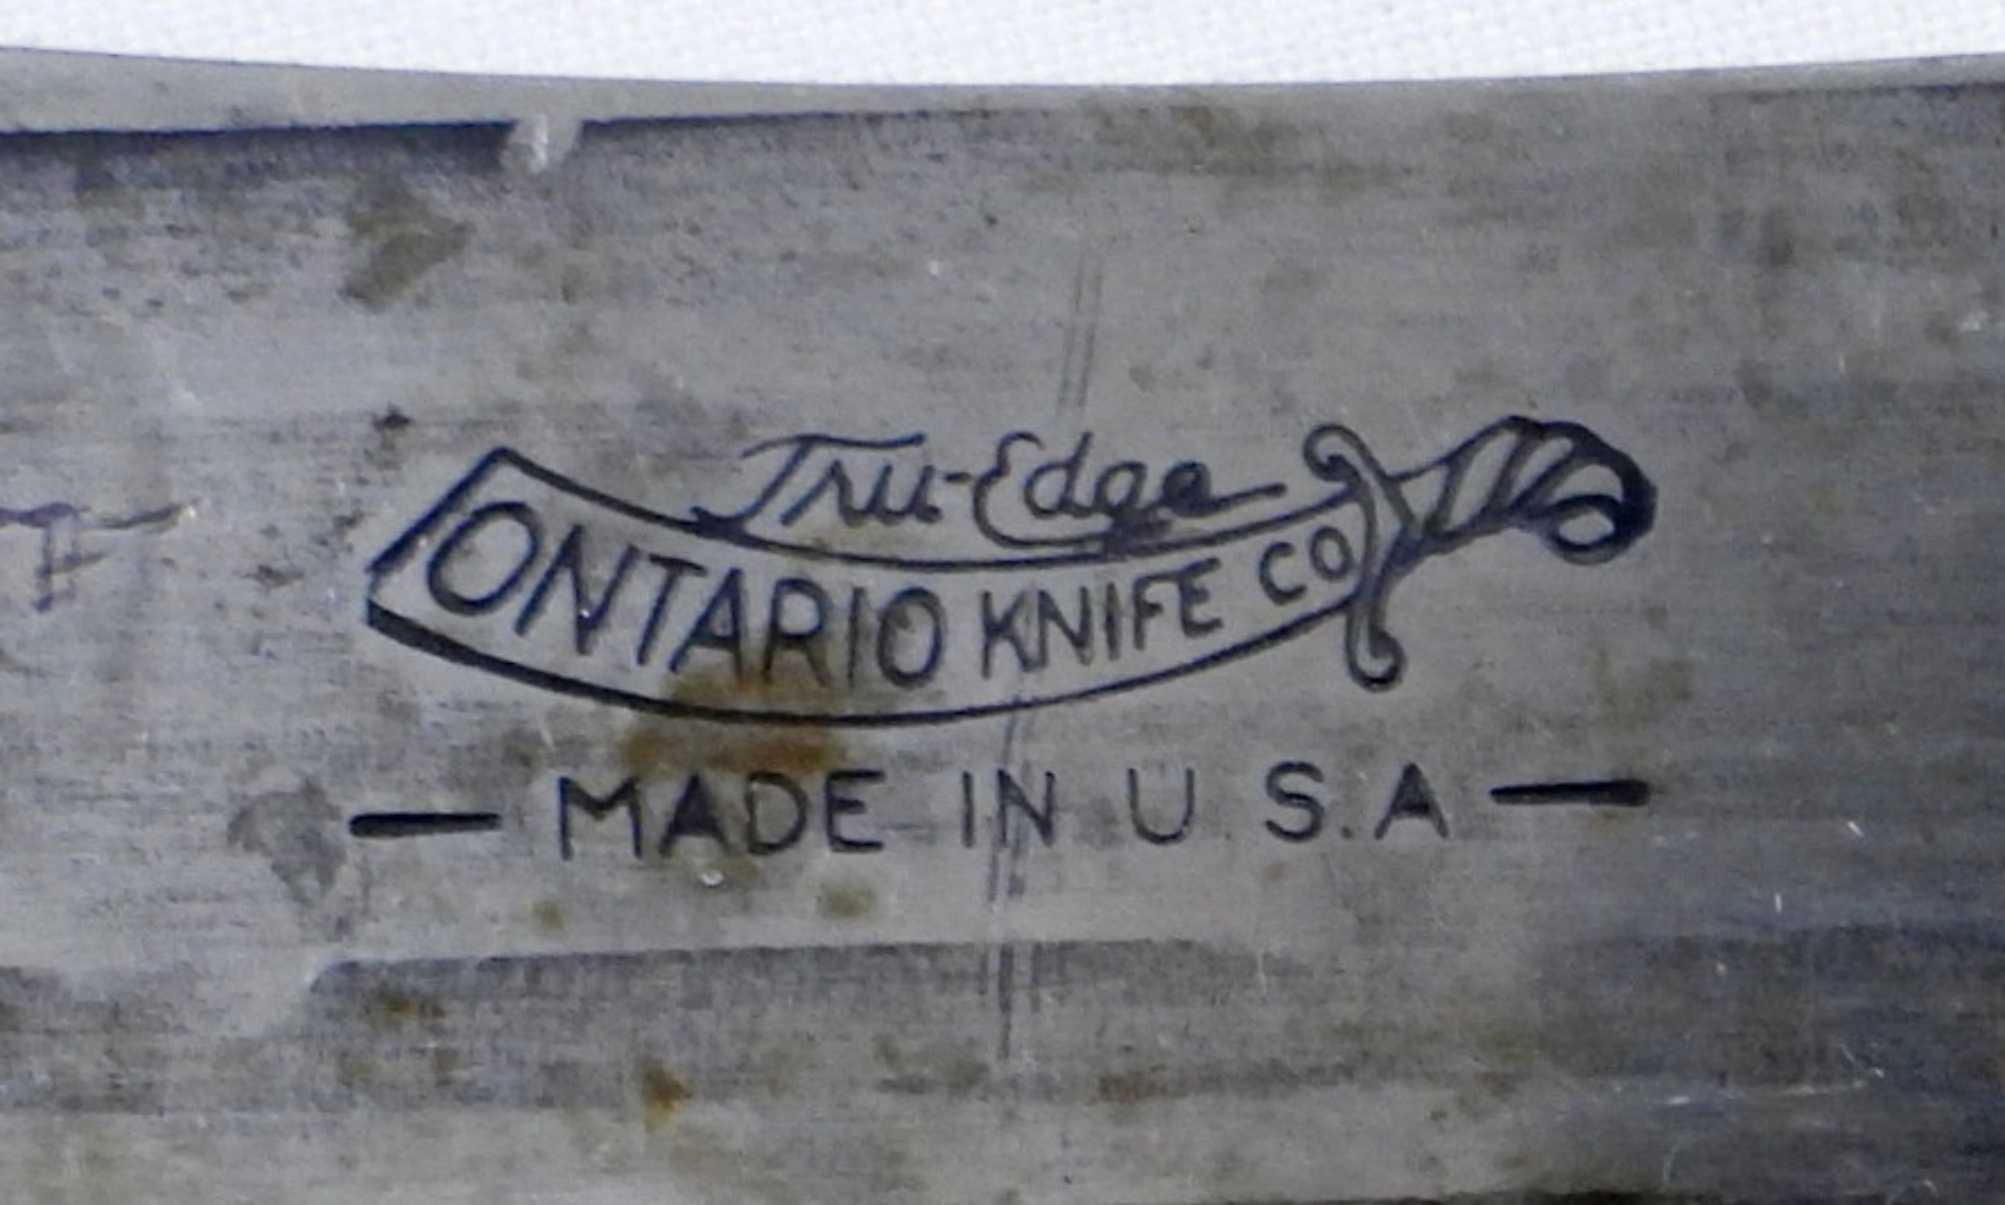 Tru-Edge
ONTARIO KNIFE CO
— MADE IN U S.A —